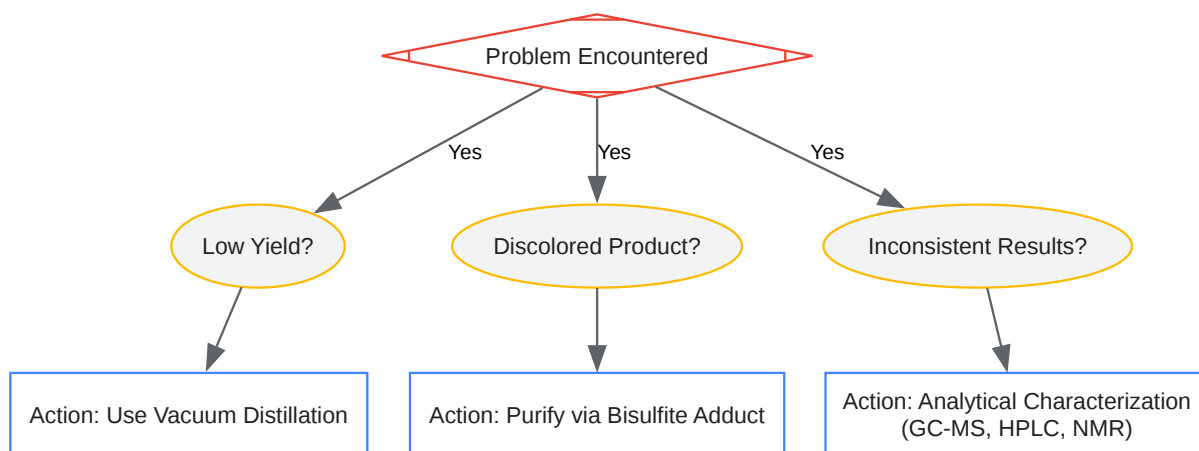 Problem Encountered
Yes
Yes
Yes
Low Yield?
Discolored Product?
Inconsistent Results?
Action: Use Vacuum Distillation
Action: Purify via Bisulfite Adduct
Action: Analytical Characterization
(GC-MS, HPLC, NMR)